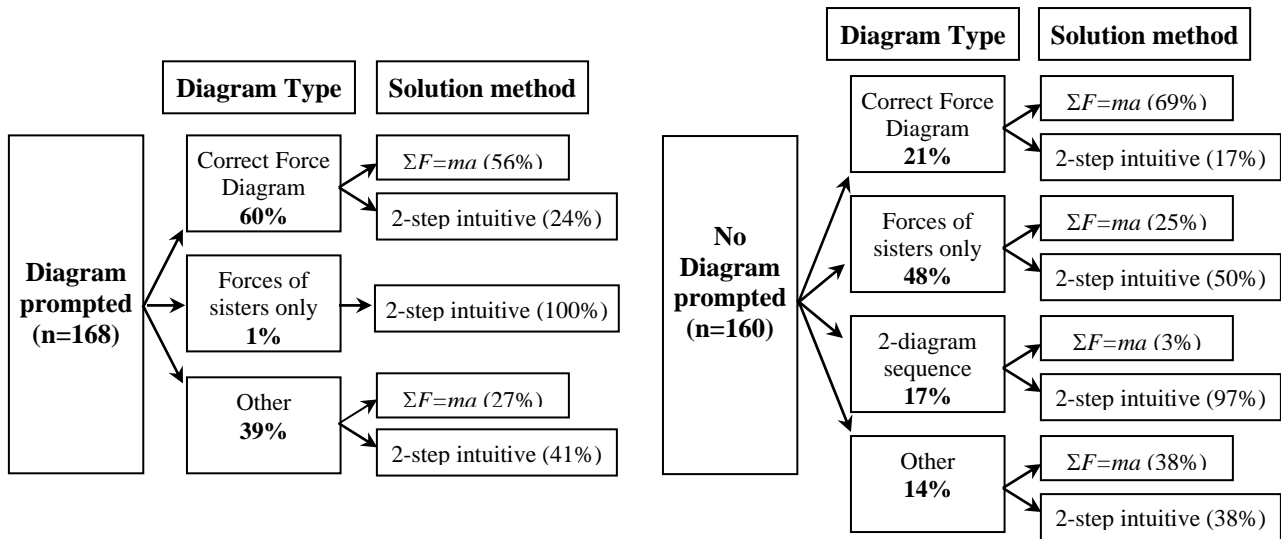 Diagram Type
Solution method
Diagram
prompted
(n=168)
Correct Force
Diagram
60%
ΣF=ma (56%)
2-step intuitive (24%)
Forces of
sisters only
1%
2-step intuitive (100%)
Other
39%
ΣF=ma (27%)
2-step intuitive (41%)
Diagram Type
Solution method
No
Diagram
prompted
(n=160)
Correct Force
Diagram
21%
ΣF=ma (69%)
2-step intuitive (17%)
Forces of
sisters only
48%
ΣF=ma (25%)
2-step intuitive (50%)
2-diagram
sequence
17%
ΣF=ma (3%)
2-step intuitive (97%)
Other
14%
ΣF=ma (38%)
2-step intuitive (38%)